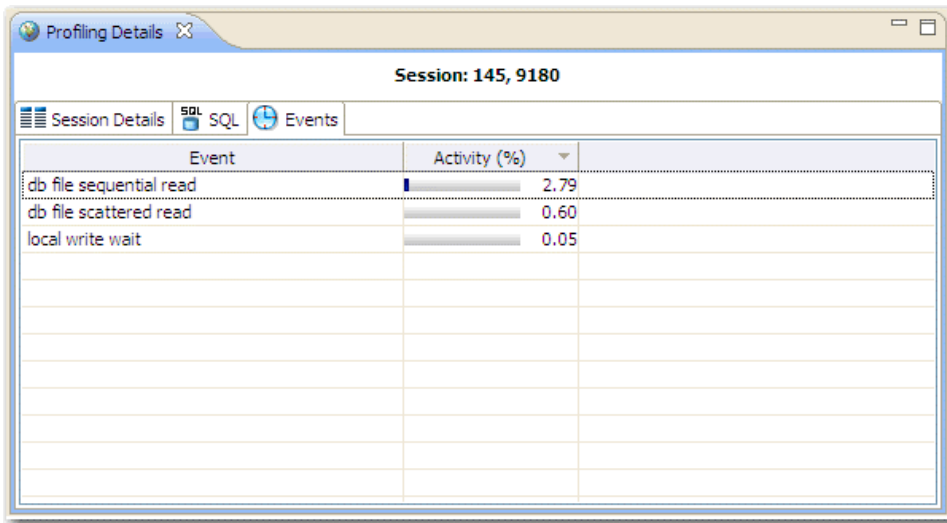 Profiling Details
Session: 145, 9180
Session Details SQL SQL Events
Event Activity (%)
db file sequential read 2.79
db file scattered read 0.60
local write wait 0.05